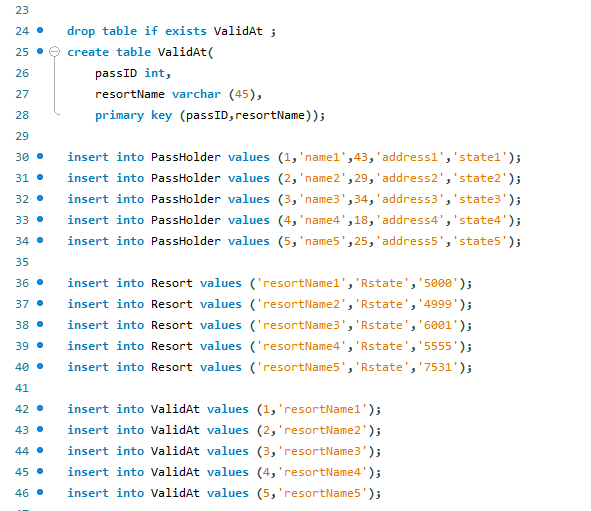 23
24 drop table if exists ValidAt ;
25 create table ValidAt(
26 passID int,
27 resortName varchar (45),
28 primary key (passID,resortName));
29
30 insert into PassHolder values (1,'name1',43,'address1','state1');
31 insert into PassHolder values (2,'name2',29,'address2','state2');
32 insert into PassHolder values (3,'name3',34,'address3','state3');
33 insert into PassHolder values (4,'name4',18,'address4','state4');
34 insert into PassHolder values (5,'name5',25,'address5','state5');
35
36 insert into Resort values ('resortName1','Rstate','5000');
37 insert into Resort values ('resortName2','Rstate','4999');
38 insert into Resort values ('resortName3','Rstate','6001');
39 insert into Resort values ('resortName4','Rstate','5555');
40 insert into Resort values ('resortName5','Rstate','7531');
41
42 insert into ValidAt values (1,'resortName1');
43 insert into ValidAt values (2,'resortName2');
44 insert into ValidAt values (3,'resortName3');
45 insert into ValidAt values (4,'resortName4');
46 insert into ValidAt values (5,'resortName5');